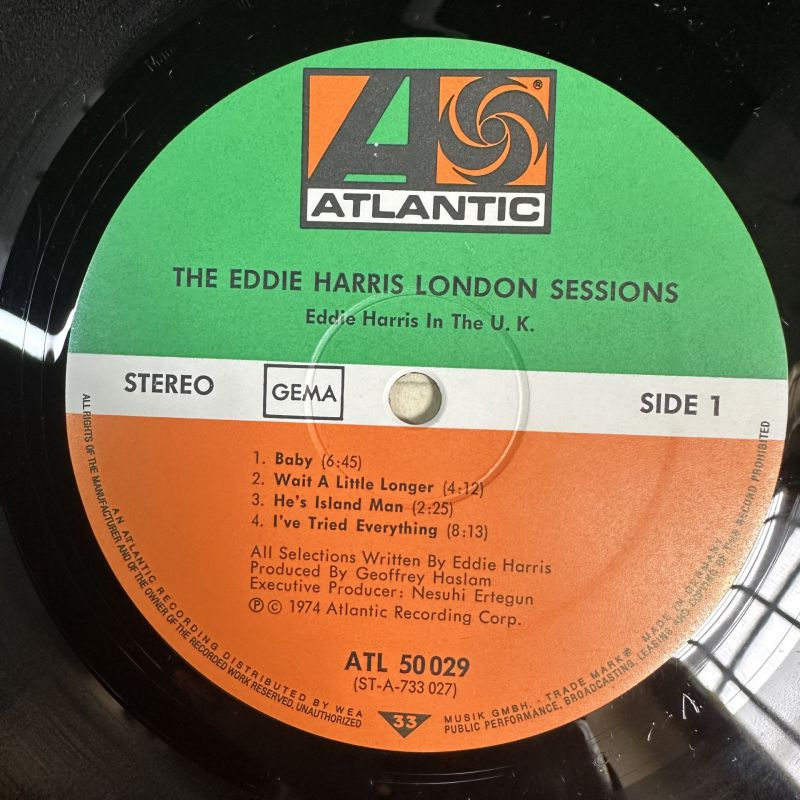 ®
ATLANTIC
THE EDDIE HARRIS LONDON SESSIONS
Eddie Harris In The U. K.
STEREO
GEMA
SIDE 1
1. Baby (6:45)
2. Wait A Little Longer (4:12)
3. He's Island Man (2:25)
4. I've Tried Everything (8:13)
All Selections Written By Eddie Harris
Produced By Geoffrey Haslam
Executive Producer: Nesuhi Ertegun
℗ © 1974 Atlantic Recording Corp.
ATL 50 029
(ST-A-733 027)
33
AN ATLANTIC RECORDING DISTRIBUTED BY WEA MUSIK GMBH. - TRADE MARK ® MADE IN GERMANY
ALL RIGHTS OF THE MANUFACTURER AND OF THE OWNER OF THE RECORDED WORK RESERVED, UNAUTHORIZED PUBLIC PERFORMANCE, BROADCASTING, LEASING AND COPYING OF THIS RECORD PROHIBITED